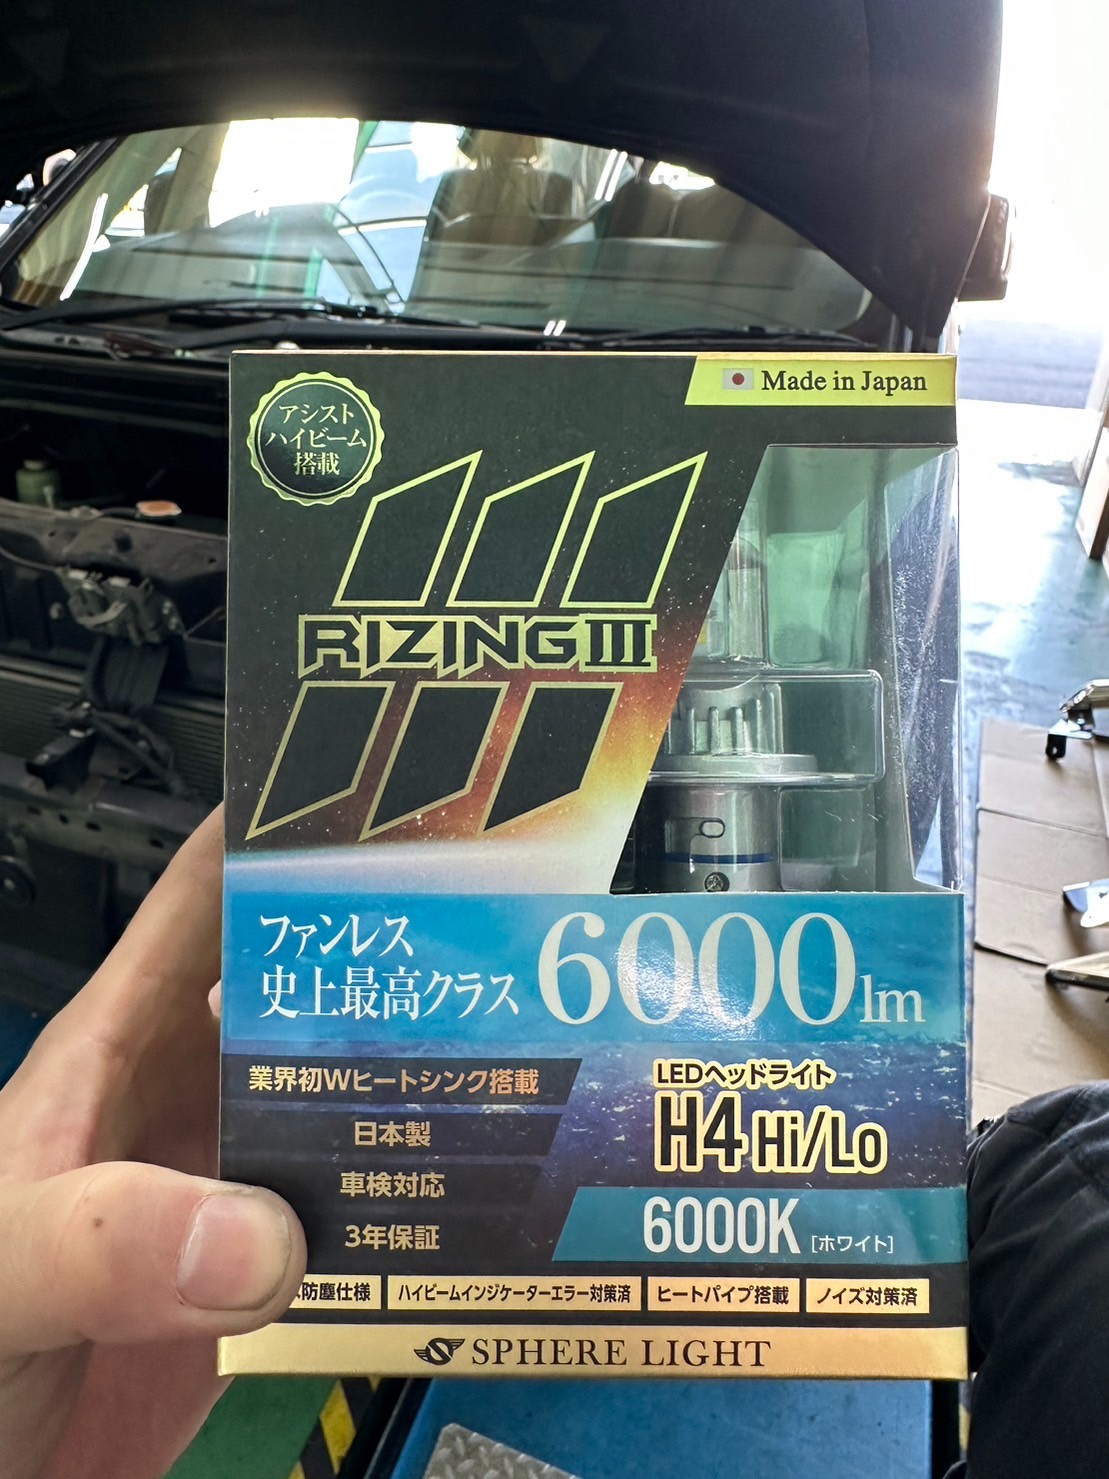 Made in Japan
アシスト
ハイビーム
搭載
RIZING III
ファンレス
史上最高クラス
6000lm
業界初Wヒートシンク搭載
日本製
車検対応
3年保証
LEDヘッドライト
H4 Hi/Lo
6000K [ホワイト]
防塵仕様
ハイビームインジケーターエラー対策済
ヒートパイプ搭載
ノイズ対策済
SPHERE LIGHT